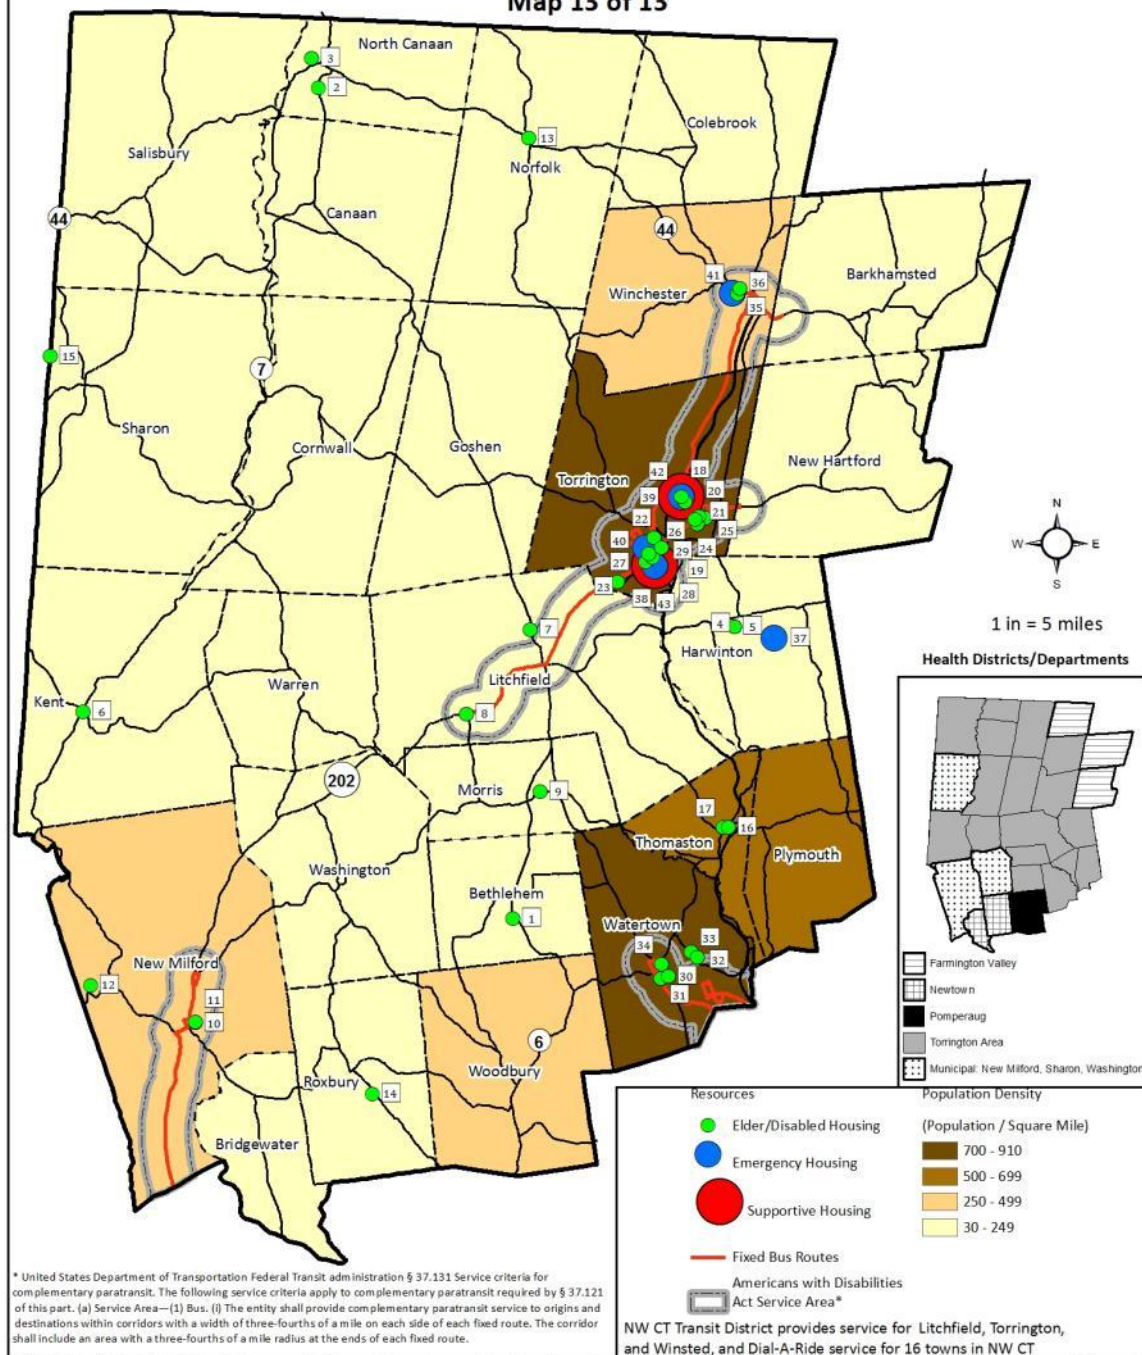 Map 13 of 13
North Canaan
3
2
Colebrook
13
Salisbury
Norfolk
44
Canaan
44
41
36
Barkhamsted
Winchester
35
15
7
Sharon
Cornwall
Goshen
New Hartford
Torrington
42
18
39
20
22
21
26
25
40
29
24
27
19
23
28
38
43
N
W
E
S
1 in = 5 miles
7
4
5
37
Harwinton
Litchfield
Warren
Kent
6
8
202
Morris
9
17
16
Thomaston
Plymouth
Washington
Bethlehem
1
Watertown
33
34
32
30
31
New Milford
12
11
10
6
Woodbury
Roxbury
14
Bridgewater
Health Districts/Departments
Farmington Valley
Newtown
Pomperaug
Torrington Area
Municipal: New Milford, Sharon, Washington
Resources
Elder/Disabled Housing
Emergency Housing
Supportive Housing
Fixed Bus Routes
Americans with Disabilities
Act Service Area*
Population Density
(Population / Square Mile)
700 - 910
500 - 699
250 - 499
30 - 249
NW CT Transit District provides service for Litchfield, Torrington,
and Winsted, and Dial-A-Ride service for 16 towns in NW CT
* United States Department of Transportation Federal Transit administration § 37.131 Service criteria for
complementary paratransit. The following service criteria apply to complementary paratransit required by § 37.121
of this part. (a) Service Area—(1) Bus. (i) The entity shall provide complementary paratransit service to origins and
destinations within corridors with a width of three-fourths of a mile on each side of each fixed route. The corridor
shall include an area with a three-fourths of a mile radius at the ends of each fixed route.